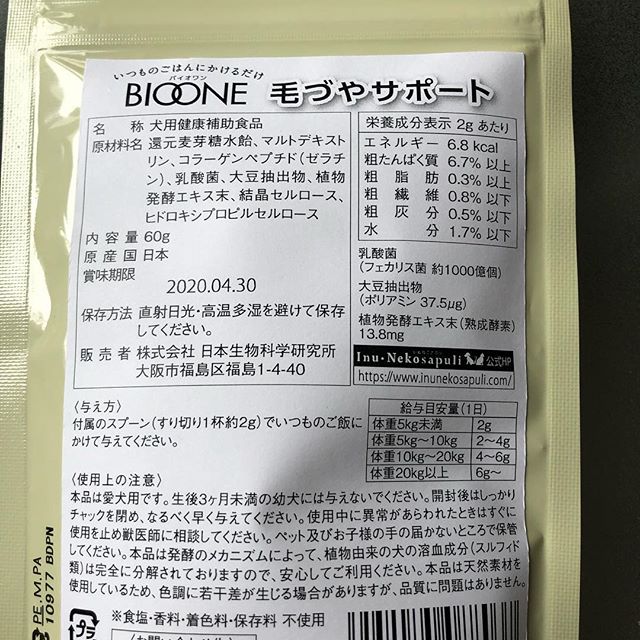 いつものごはんにかけるだけ
バイオワン
BIOONE 毛づやサポート
名 称 犬用健康補助食品
原材料名 還元麦芽糖水飴、マルトデキスト
リン、コラーゲンペプチド(ゼラチ
ン)、乳酸菌、大豆抽出物、植物
発酵エキス末、結晶セルロース、
ヒドロキシプロピルセルロース
内 容 量 60g
原 産 国 日本
賞味期限
2020.04.30
保存方法 直射日光・高温多湿を避けて保存
してください。
販 売 者 株式会社 日本生物科学研究所
大阪市福島区福島1-4-40
栄養成分表示 2gあたり
エネルギー 6.8 kcal
粗たんぱく質 6.7% 以上
粗 脂 肪 0.3% 以上
粗 繊 維 0.8% 以下
粗 灰 分 0.5% 以下
水 分 1.7% 以下
乳酸菌
(フェカリス菌 約1000億個)
大豆抽出物
(ポリアミン 37.5μg)
植物発酵エキス末(熟成酵素)
13.8mg
Inu・Nekosapuli 公式HP
https://www.inunekosapuli.com/
〈与え方〉
付属のスプーン(すり切り1杯約2g)でいつものご飯に
かけて与えてください。
給与目安量(1日)
体重5kg未満 2g
体重5kg〜10kg 2〜4g
体重10kg〜20kg 4〜6g
体重20kg以上 6g〜
〈使用上の注意〉
本品は愛犬用です。生後3ヶ月未満の幼犬には与えないでください。開封後はしっかり
チャックを閉め、なるべく早く与えてください。使用中に異常があらわれたときはすぐに
使用を止め獣医師に相談してください。ペット及びお子様の手の届かないところで保管
してください。本品は発酵のメカニズムによって、植物由来の犬の溶血成分(スルフィド
類)は完全に分解されておりますので、安心してご利用ください。本品は天然素材を
使用しているため、色調に若干差が生じる場合がありますが、品質に問題はありません。
※食塩・香料・着色料・保存料 不使用
プラ
PE,M,PA
10977 BDPN